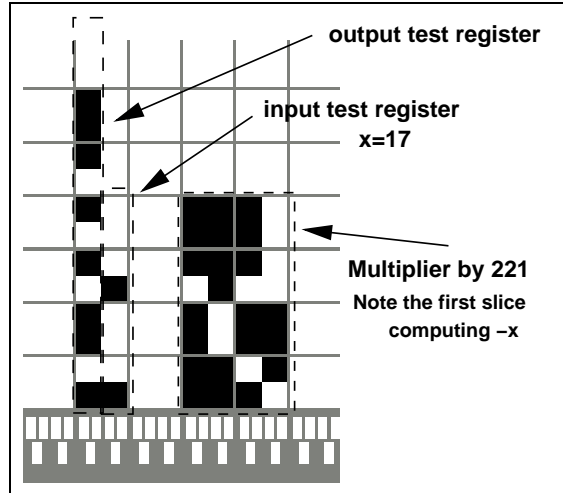 output test register
input test register
x=17
Multiplier by 221
Note the first slice
computing –x